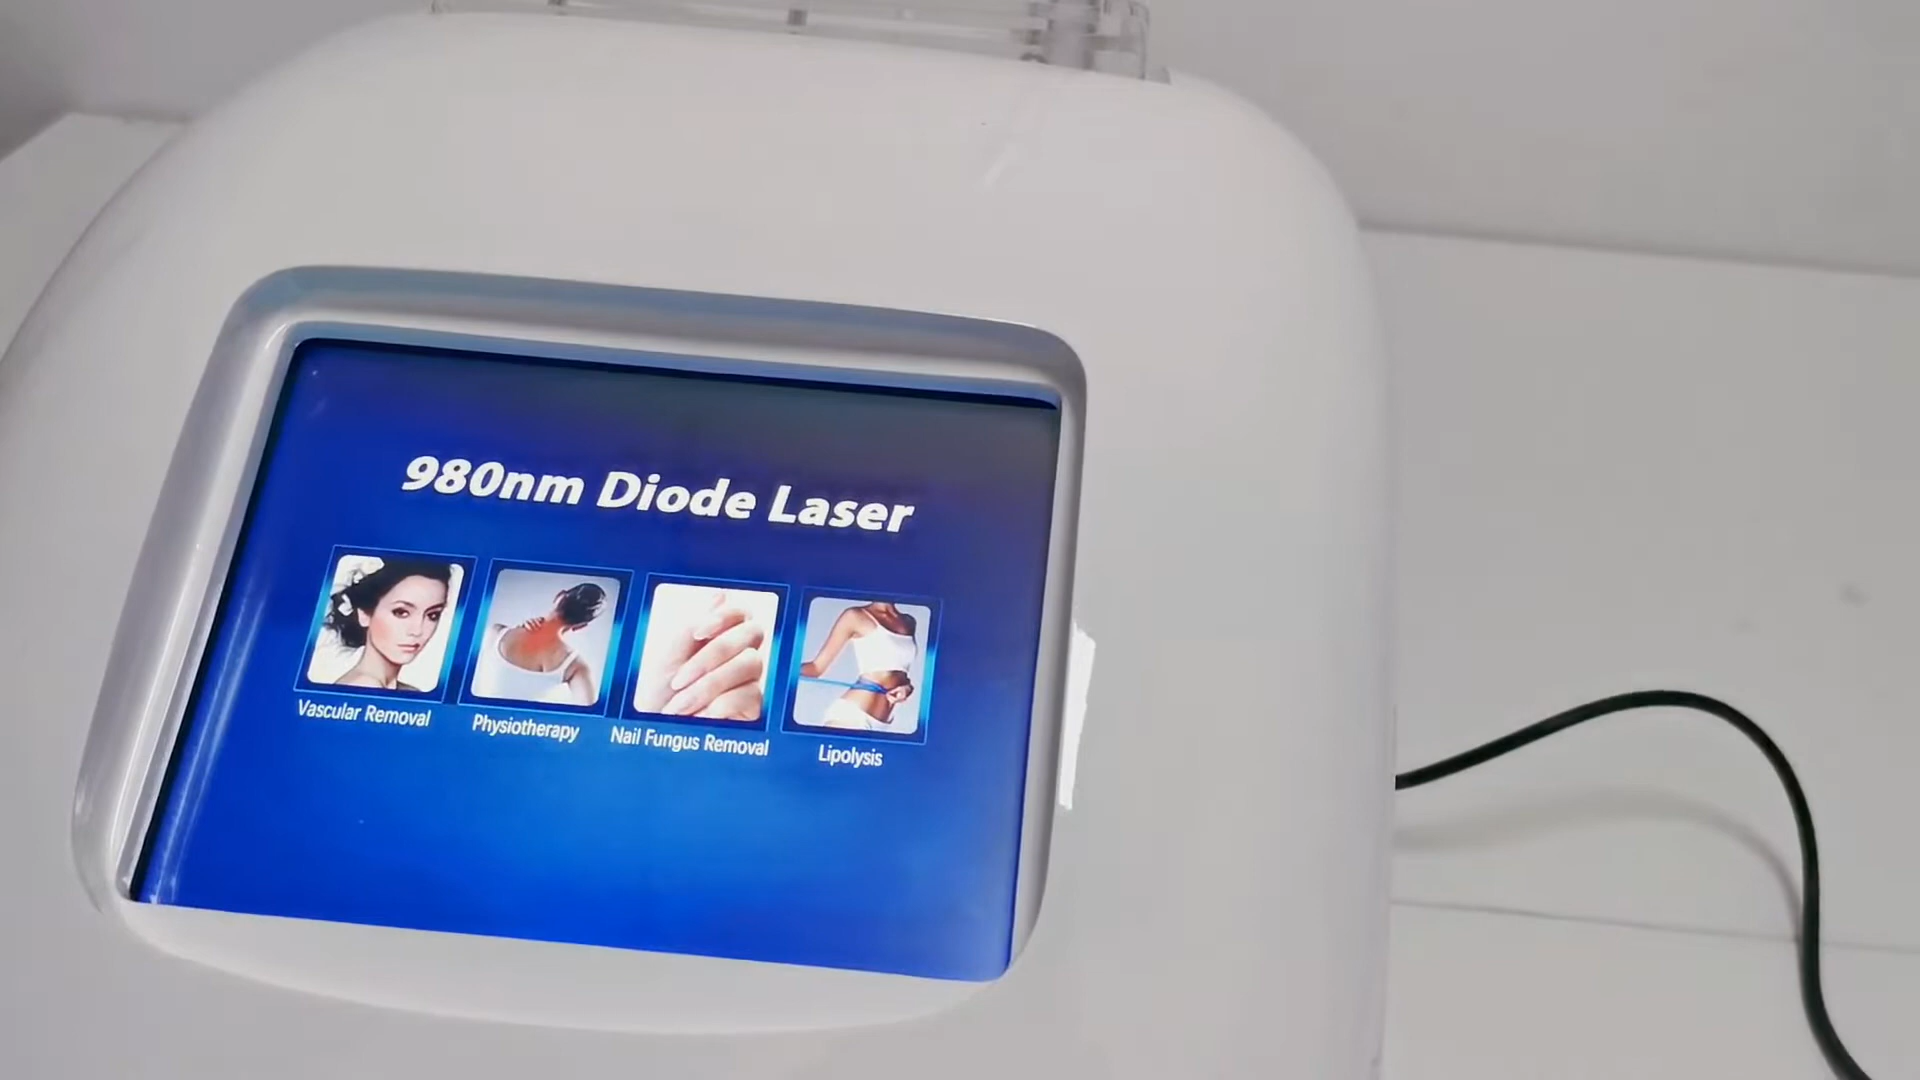 980nm Diode Laser
Vascular Removal
Physiotherapy
Nail Fungus Removal
Lipolysis